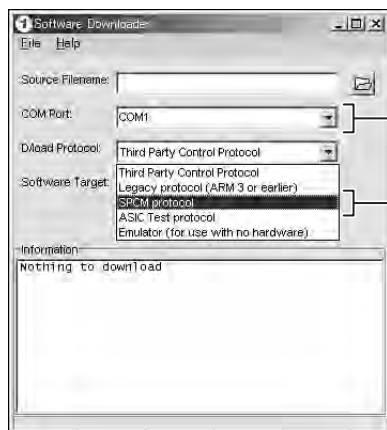 Software Downloader
File Help
Source Filename:
COM Port: COM1
D/load Protocol: Third Party Control Protocol
Software Target:
Third Party Control Protocol
Legacy protocol (ARM 3 or earlier)
SPCM protocol
ASIC Test protocol
Emulator (for use with no hardware)
Information
Nothing to download